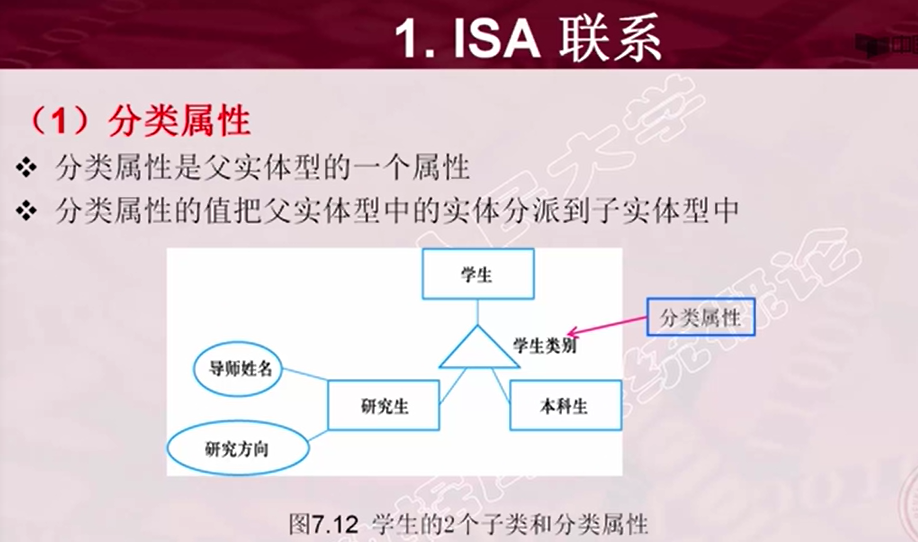 1. ISA 联系
（1）分类属性
❖ 分类属性是父实体型的一个属性
❖ 分类属性的值把父实体型中的实体分派到子实体型中
学生
分类属性
学生类别
导师姓名
研究生
本科生
研究方向
图7.12 学生的2个子类和分类属性